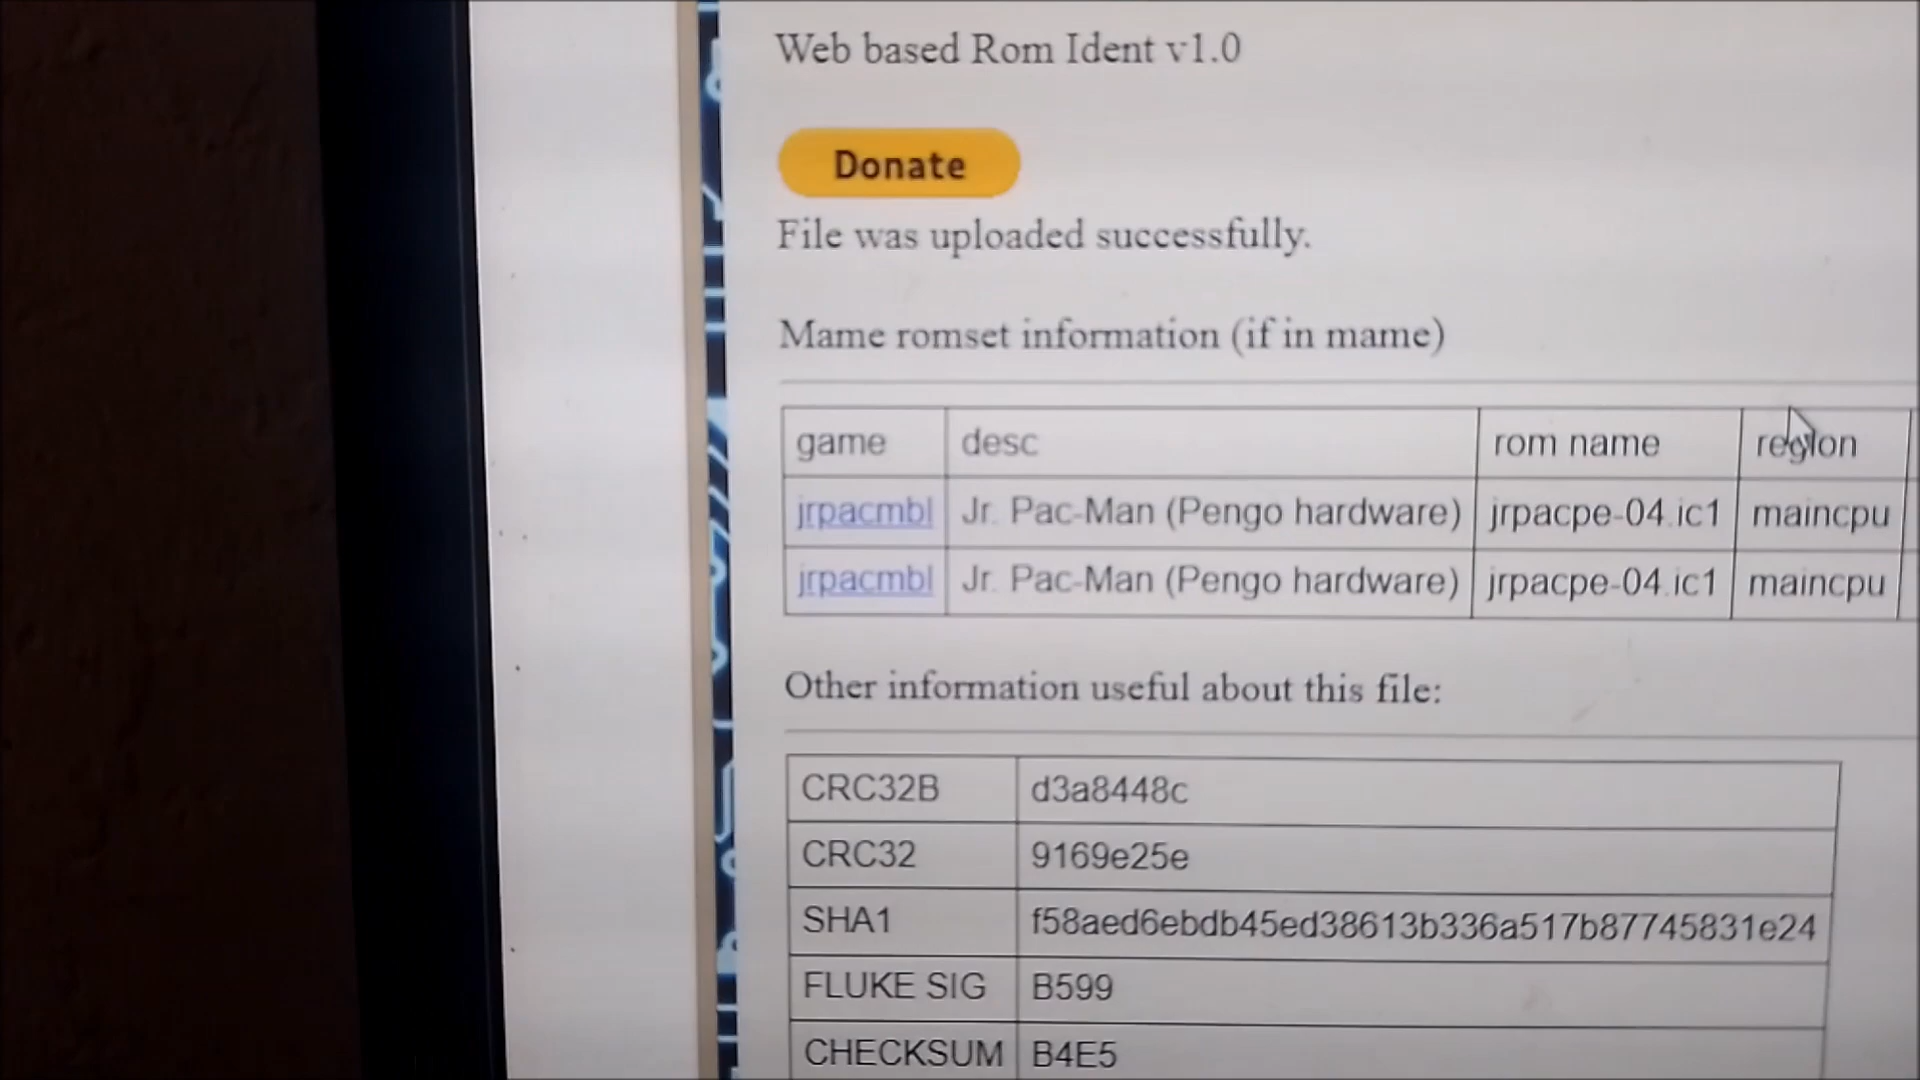 Web based Rom Ident v1.0
Donate
File was uploaded successfully.
Mame romset information (if in mame)
game desc rom name region
jrpacmbl Jr. Pac-Man (Pengo hardware) jrpacpe-04.ic1 maincpu
jrpacmbl Jr. Pac-Man (Pengo hardware) jrpacpe-04.ic1 maincpu
Other information useful about this file:
CRC32B d3a8448c
CRC32 9169e25e
SHA1 f58aed6ebdb45ed38613b336a517b87745831e24
FLUKE SIG B599
CHECKSUM B4E5